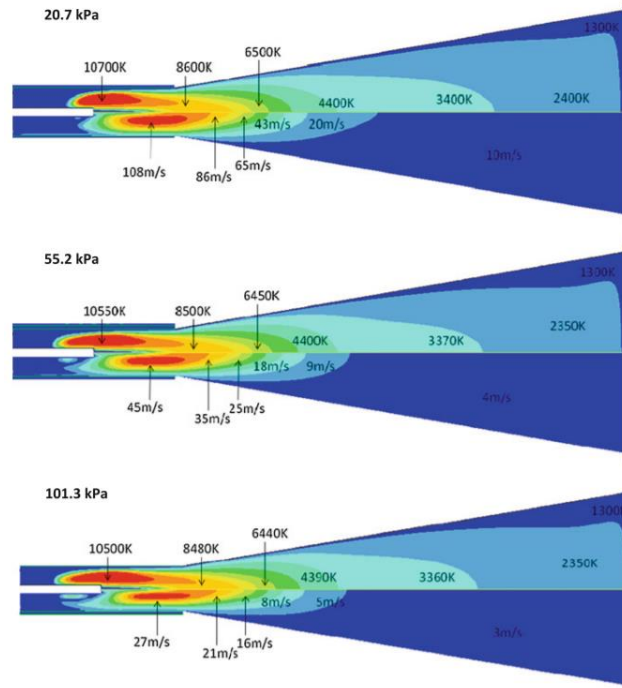 20.7 kPa
1300K
10700K 8600K 6500K
4400K 3400K 2400K
43m/s 20m/s
108m/s 86m/s 65m/s 10m/s
55.2 kPa
1300K
10550K 8500K 6450K
4400K 3370K 2350K
18m/s 9m/s
45m/s 35m/s 25m/s 4m/s
101.3 kPa
1300K
10500K 8480K 6440K
4390K 3360K 2350K
8m/s 5m/s
27m/s 21m/s 16m/s 3m/s